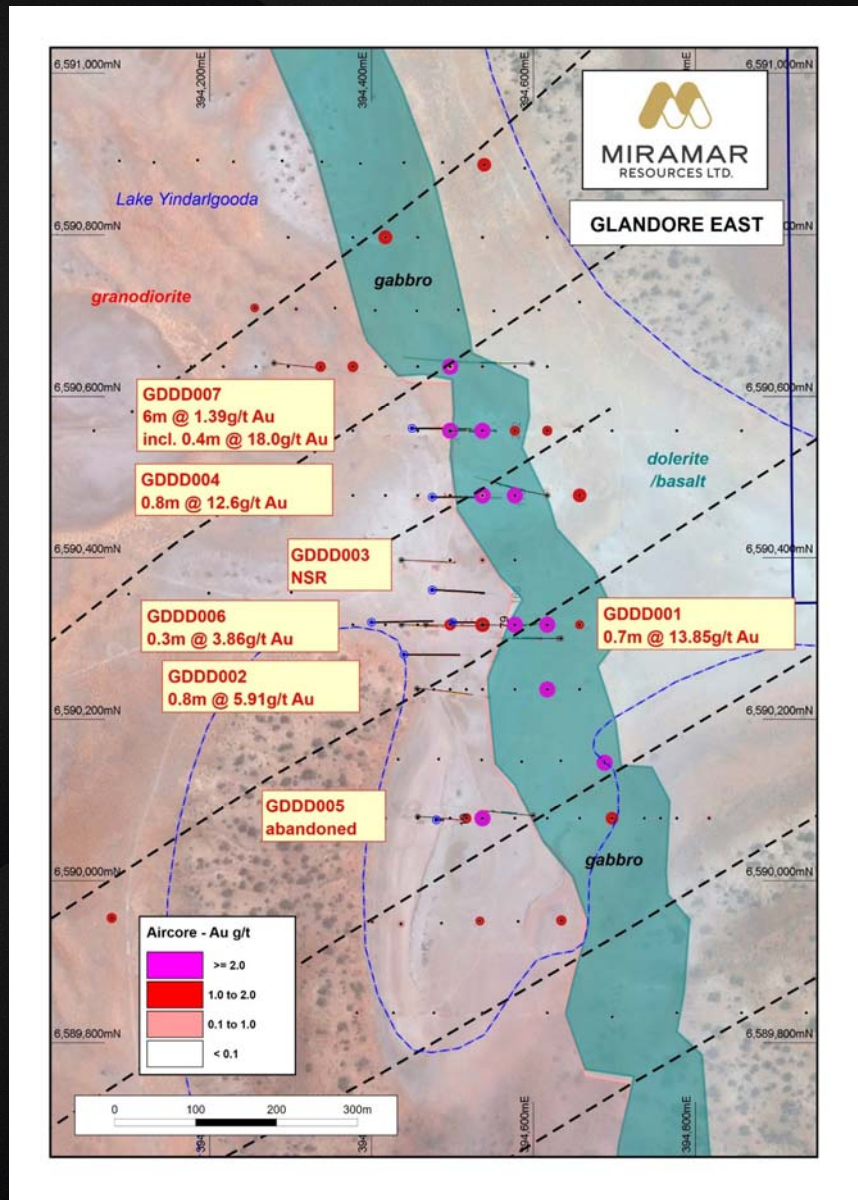 6,591,000mN
394,200mE
394,400mE
394,600mE
6,591,000mN
MIRAMAR
RESOURCES LTD.
GLANDORE EAST
Lake Yindarlgooda
6,590,800mN
gabbro
granodiorite
6,590,600mN
6,590,600mN
GDDD007
6m @ 1.39g/t Au
incl. 0.4m @ 18.0g/t Au
dolerite
/basalt
GDDD004
0.8m @ 12.6g/t Au
6,590,400mN
6,590,400mN
GDDD003
NSR
GDDD006
0.3m @ 3.86g/t Au
GDDD001
0.7m @ 13.85g/t Au
GDDD002
0.8m @ 5.91g/t Au
6,590,200mN
6,590,200mN
GDDD005
abandoned
gabbro
6,590,000mN
6,590,000mN
Aircore - Au g/t
>= 2.0
1.0 to 2.0
0.1 to 1.0
< 0.1
6,589,800mN
6,589,800mN
0 100 200 300m
394,600mE
394,800mE